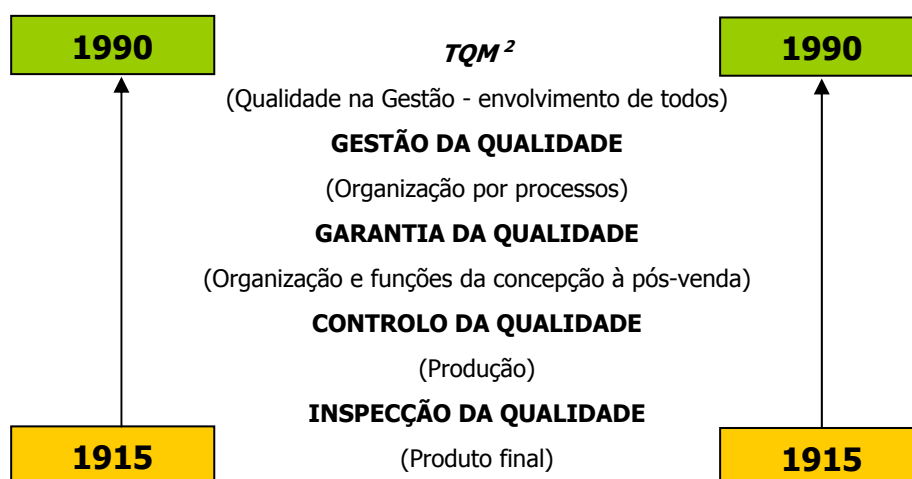 1990
TQM ²
1990
(Qualidade na Gestão - envolvimento de todos)
GESTÃO DA QUALIDADE
(Organização por processos)
GARANTIA DA QUALIDADE
(Organização e funções da concepção à pós-venda)
CONTROLO DA QUALIDADE
(Produção)
INSPECÇÃO DA QUALIDADE
1915
(Produto final)
1915